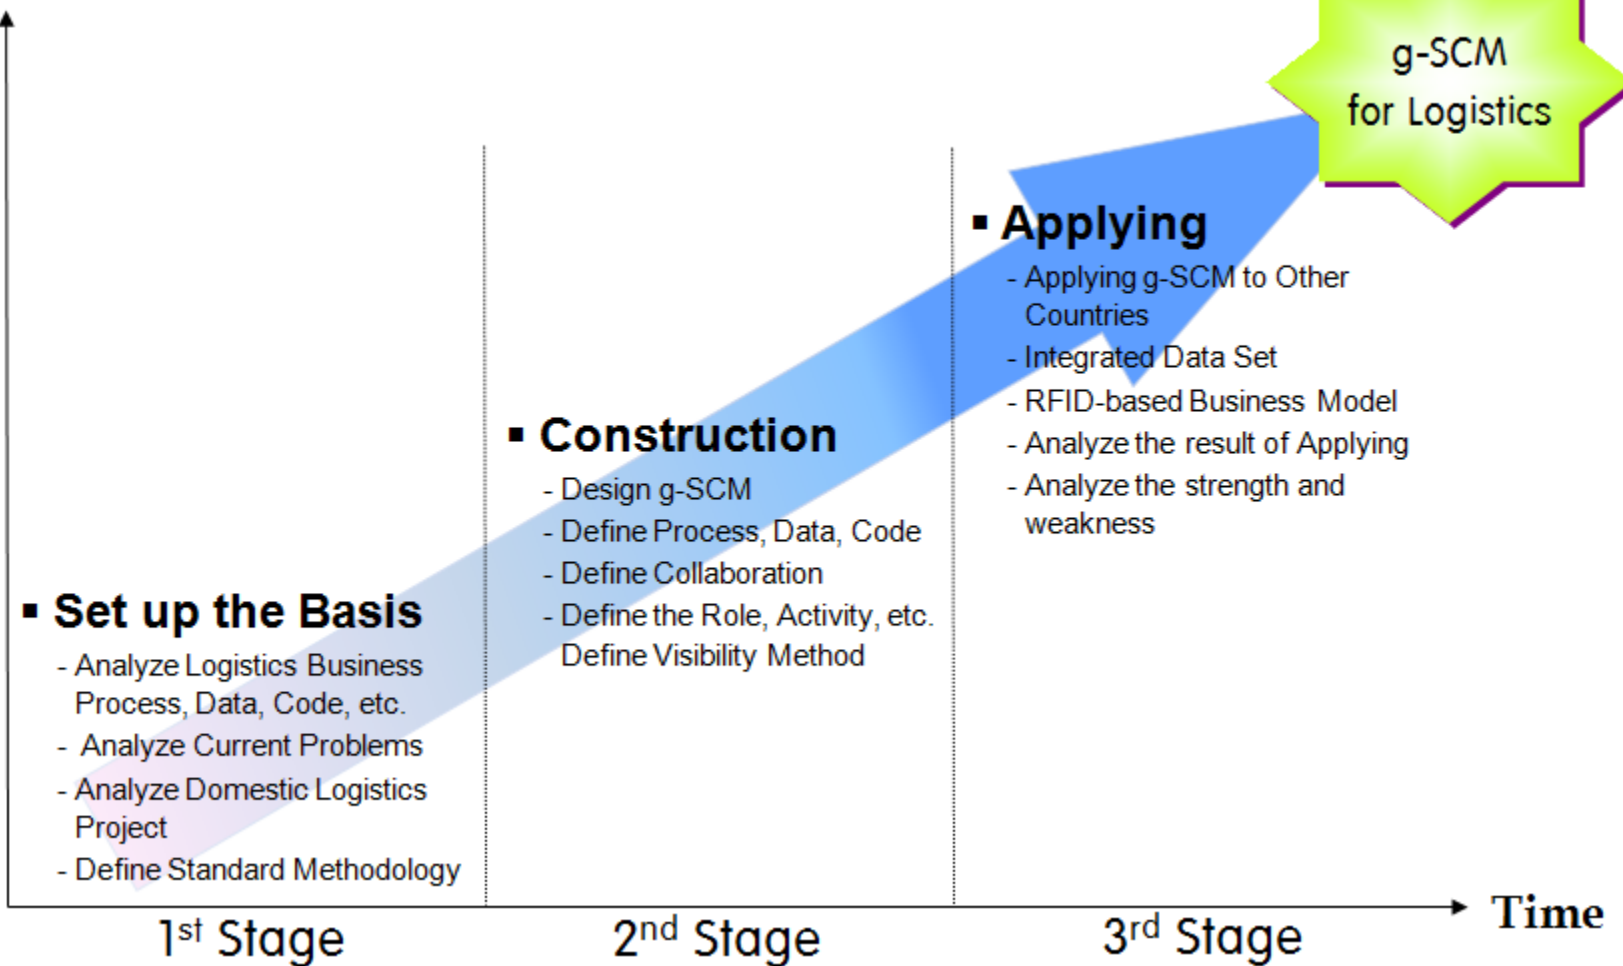 g-SCM
for Logistics
▪ Applying
- Applying g-SCM to Other
Countries
- Integrated Data Set
- RFID-based Business Model
- Analyze the result of Applying
- Analyze the strength and
weakness
▪ Construction
- Design g-SCM
- Define Process, Data, Code
- Define Collaboration
- Define the Role, Activity, etc.
Define Visibility Method
▪ Set up the Basis
- Analyze Logistics Business
Process, Data, Code, etc.
- Analyze Current Problems
- Analyze Domestic Logistics
Project
- Define Standard Methodology
1st Stage
2nd Stage
3rd Stage
Time